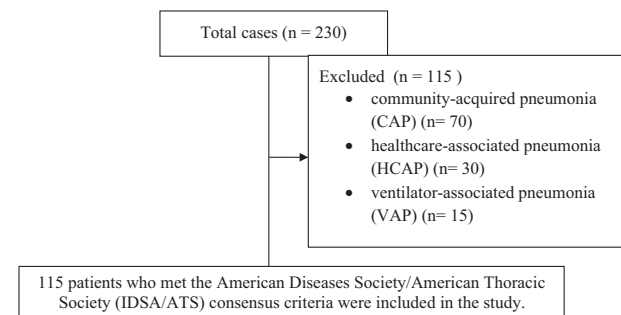 Total cases (n = 230)
Excluded (n = 115 )
• community-acquired pneumonia
(CAP) (n= 70)
• healthcare-associated pneumonia
(HCAP) (n= 30)
• ventilator-associated pneumonia
(VAP) (n= 15)
115 patients who met the American Diseases Society/American Thoracic
Society (IDSA/ATS) consensus criteria were included in the study.